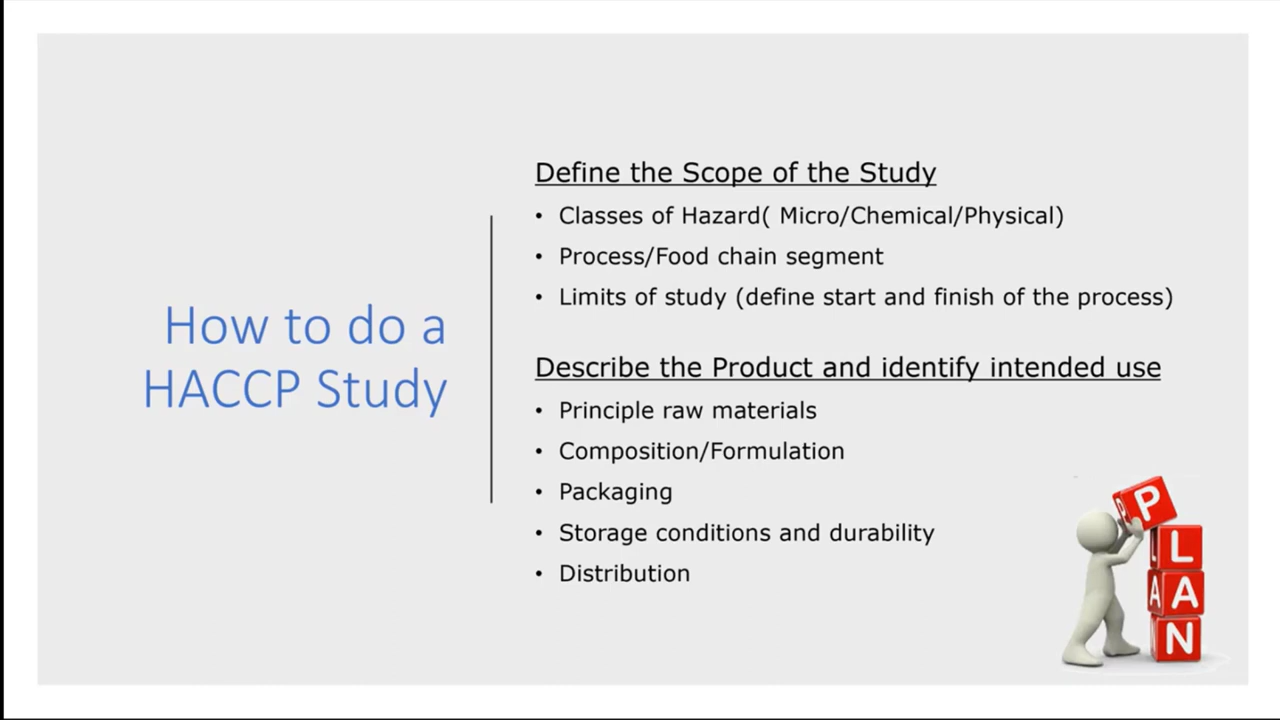 How to do a
HACCP Study
Define the Scope of the Study
• Classes of Hazard( Micro/Chemical/Physical)
• Process/Food chain segment
• Limits of study (define start and finish of the process)
Describe the Product and identify intended use
• Principle raw materials
• Composition/Formulation
• Packaging
• Storage conditions and durability
• Distribution
P P
L L
A A
N